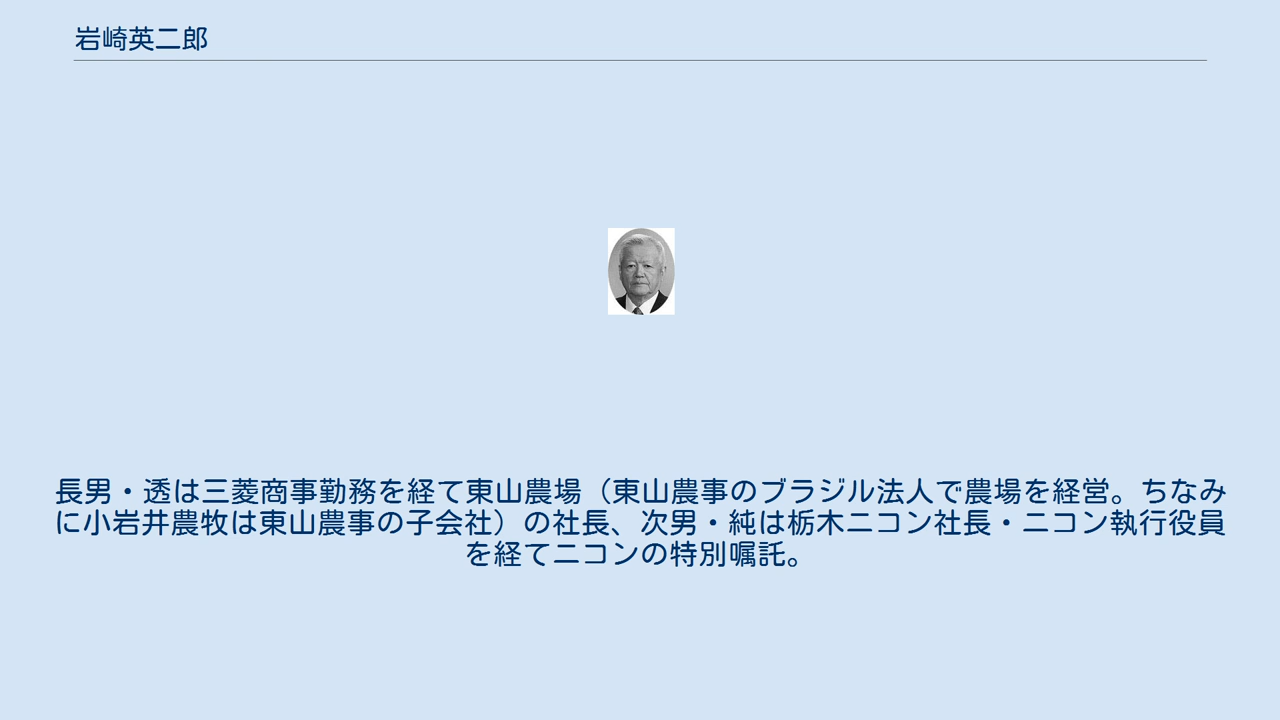 岩崎英二郎
長男・透は三菱商事勤務を経て東山農場（東山農事のブラジル法人で農場を経営。ちなみ
に小岩井農牧は東山農事の子会社）の社長、次男・純は栃木ニコン社長・ニコン執行役員
を経てニコンの特別嘱託。